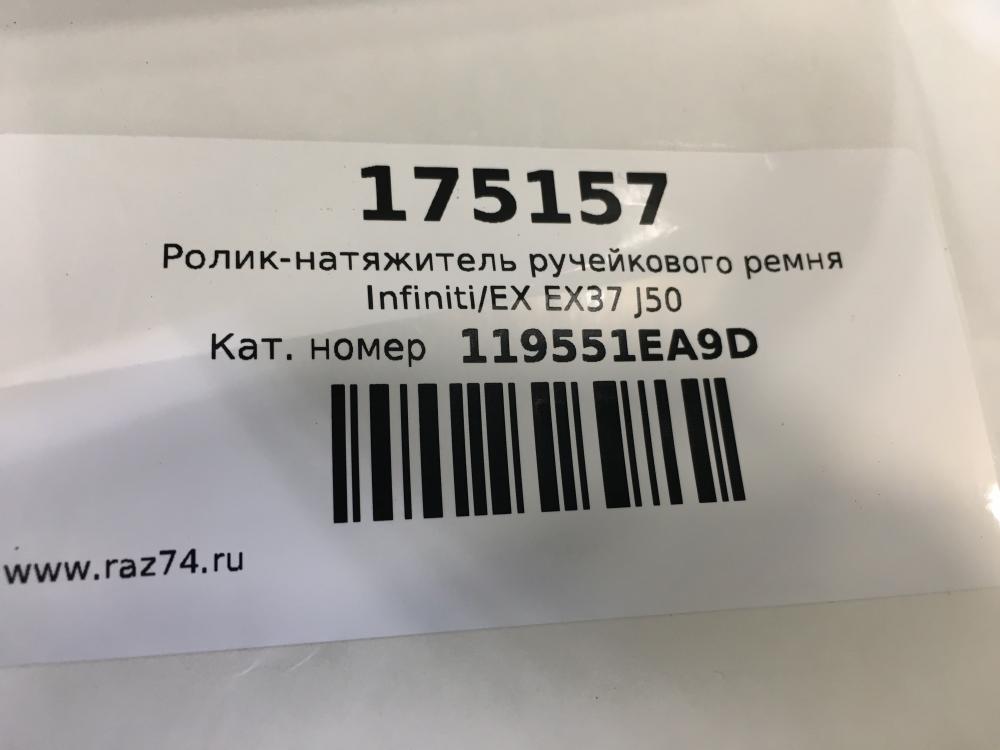 175157
Ролик-натяжитель ручейкового ремня
Infiniti/EX EX37 J50
Кат. номер 119551EA9D
www.raz74.ru